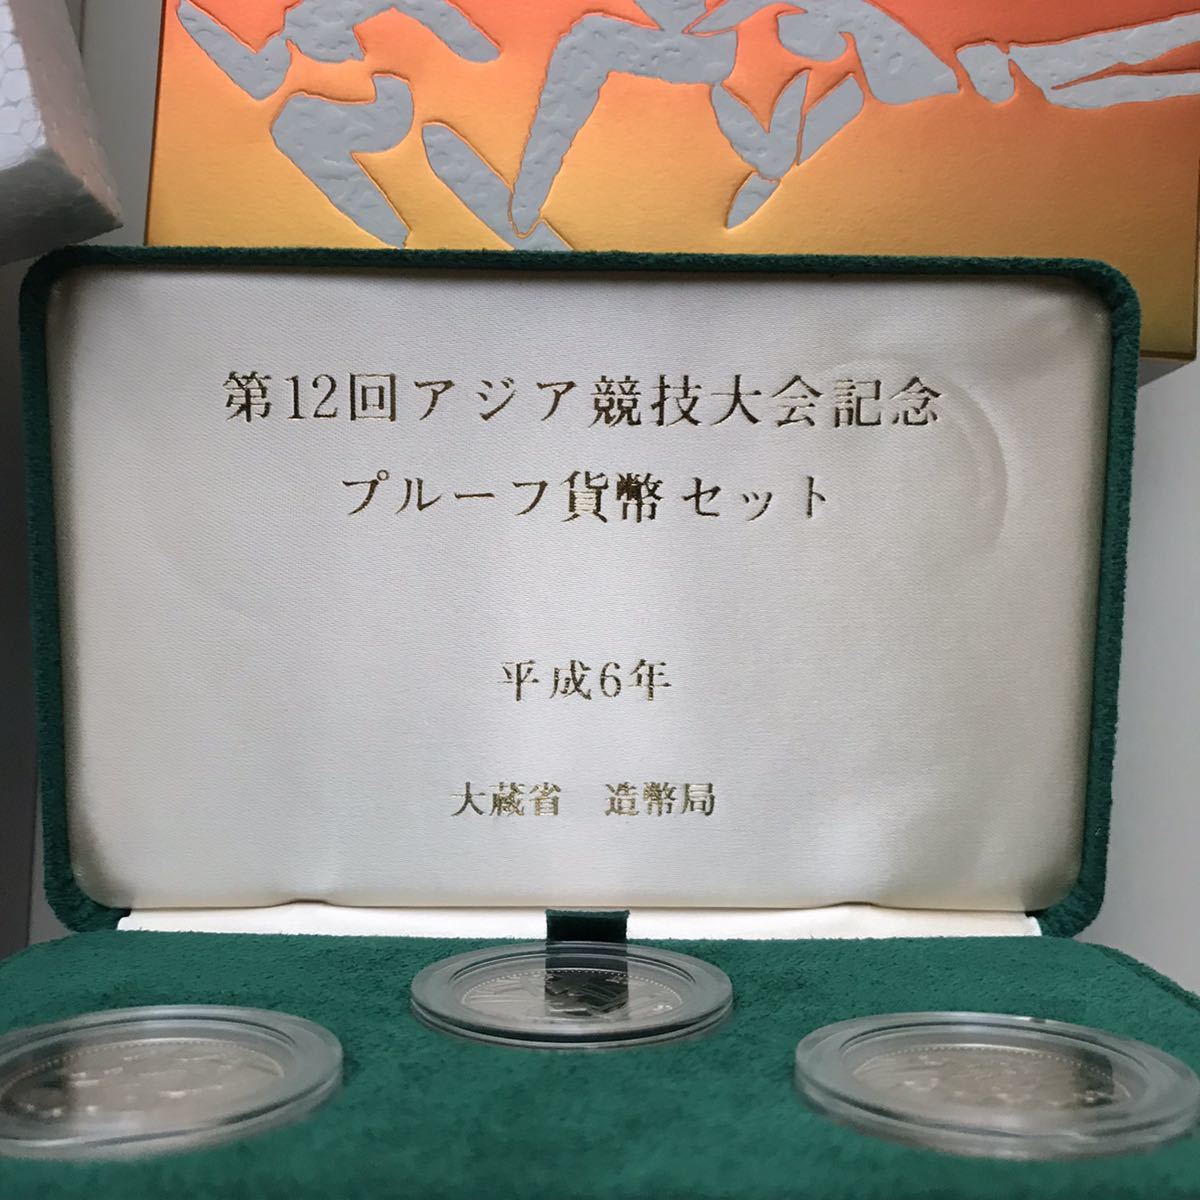 第12回アジア競技大会記念
プルーフ貨幣セット
平成6年
大蔵省　造幣局